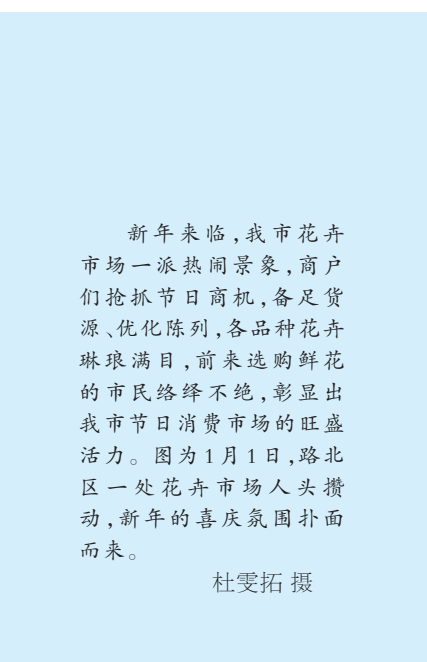 新年来临,我市花卉
市场一派热闹景象,商户
们抢抓节日商机,备足货
源、优化陈列,各品种花卉
琳琅满目,前来选购鲜花
的市民络绎不绝,彰显出
我市节日消费市场的旺盛
活力。图为1月1日,路北
区一处花卉市场人头攒
动,新年的喜庆氛围扑面
而来。
杜雯拓 摄